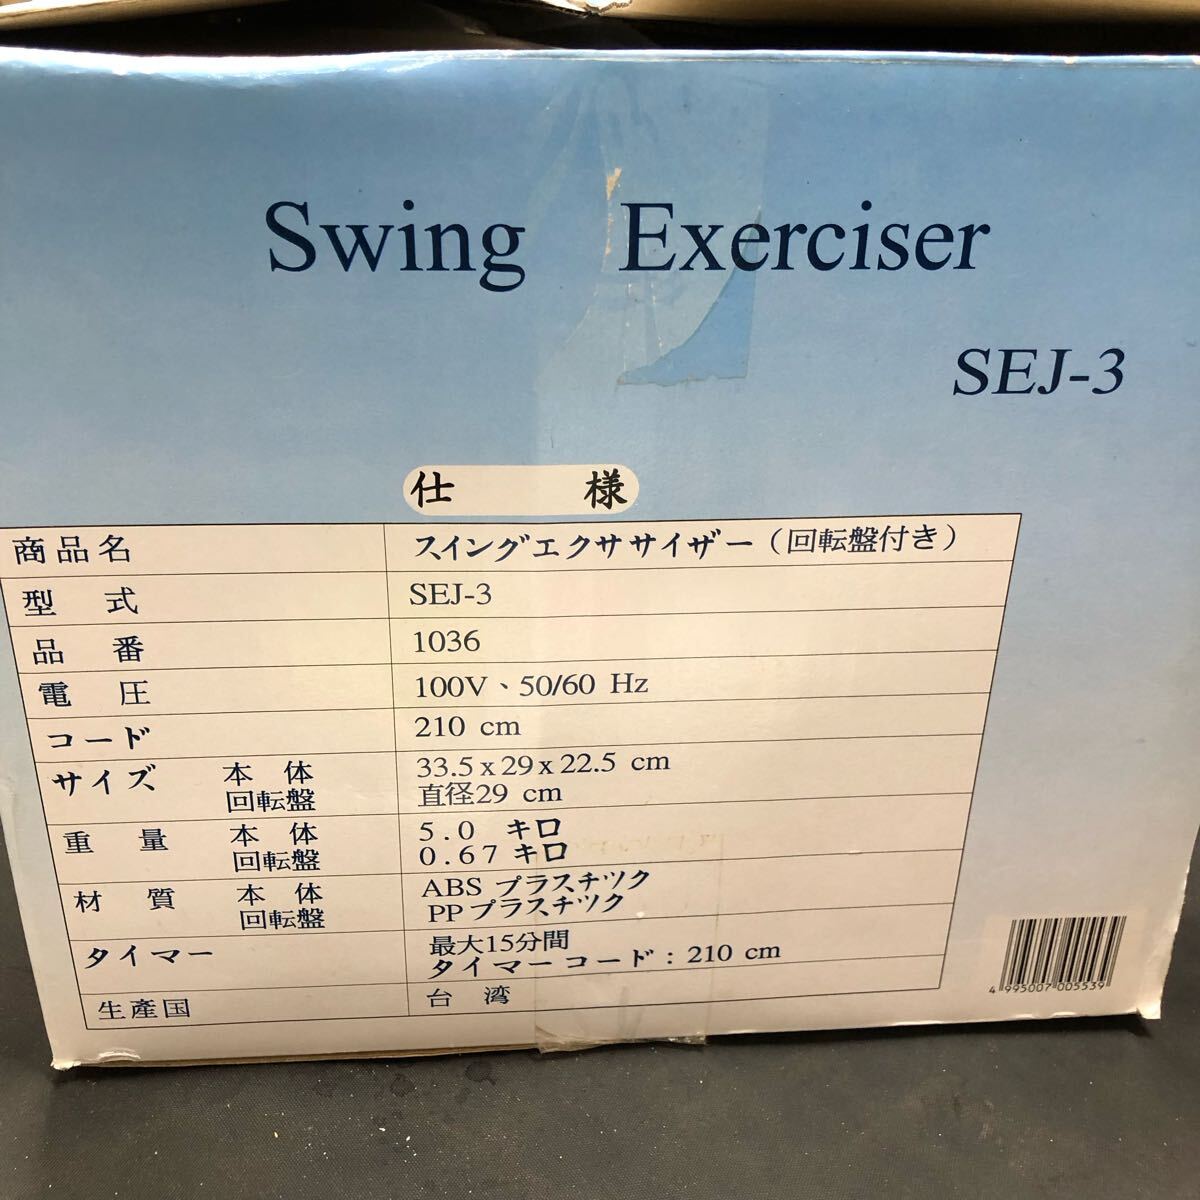 Swing Exerciser
SEJ-3
仕 様
商品名 スイングエクササイザー（回転盤付き）
型 式 SEJ-3
品 番 1036
電 圧 100V、50/60 Hz
コード 210 cm
サイズ 本 体 33.5 x 29 x 22.5 cm
回転盤 直径29 cm
重 量 本 体 5.0 キロ
回転盤 0.67 キロ
材 質 本 体 ABS プラスチツク
回転盤 PP プラスチツク
タイマー 最大15分間
タイマーコード：210 cm
生産国 台 湾
4 995007 005539